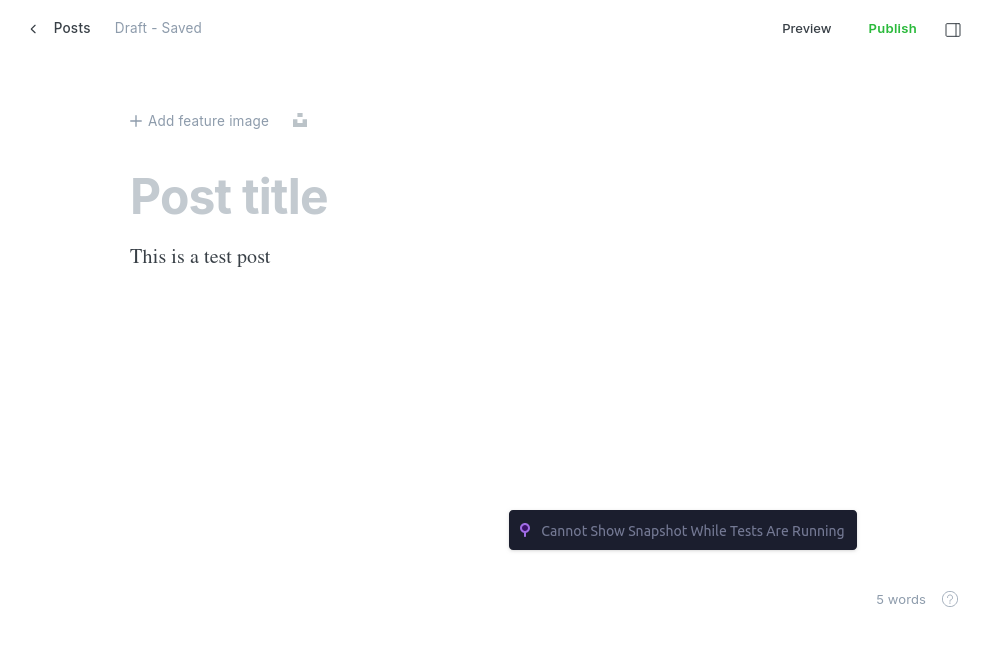 Posts
Draft - Saved
Preview
Publish
Add feature image
Post title
This is a test post
Cannot Show Snapshot While Tests Are Running
5 words
?